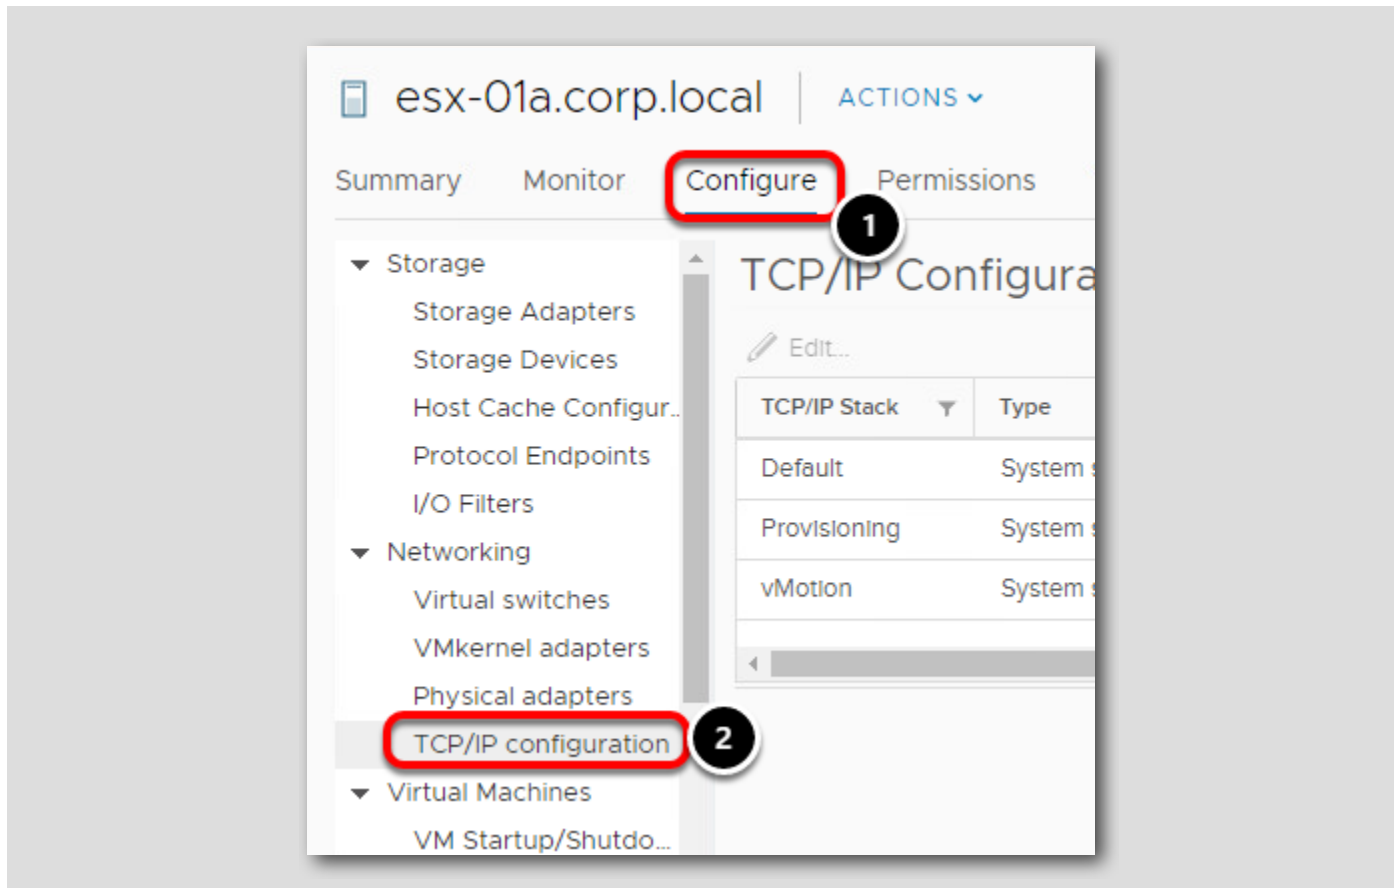 esx-01a.corp.local ACTIONS
Summary Monitor Configure Permissions
1
Storage
Storage Adapters
Storage Devices
Host Cache Configur..
Protocol Endpoints
I/O Filters
Networking
Virtual switches
VMkernel adapters
Physical adapters
TCP/IP configuration
2
Virtual Machines
VM Startup/Shutdo...
TCP/IP Configura
Edit...
TCP/IP Stack Type
Default System s
Provisioning System s
vMotion System s